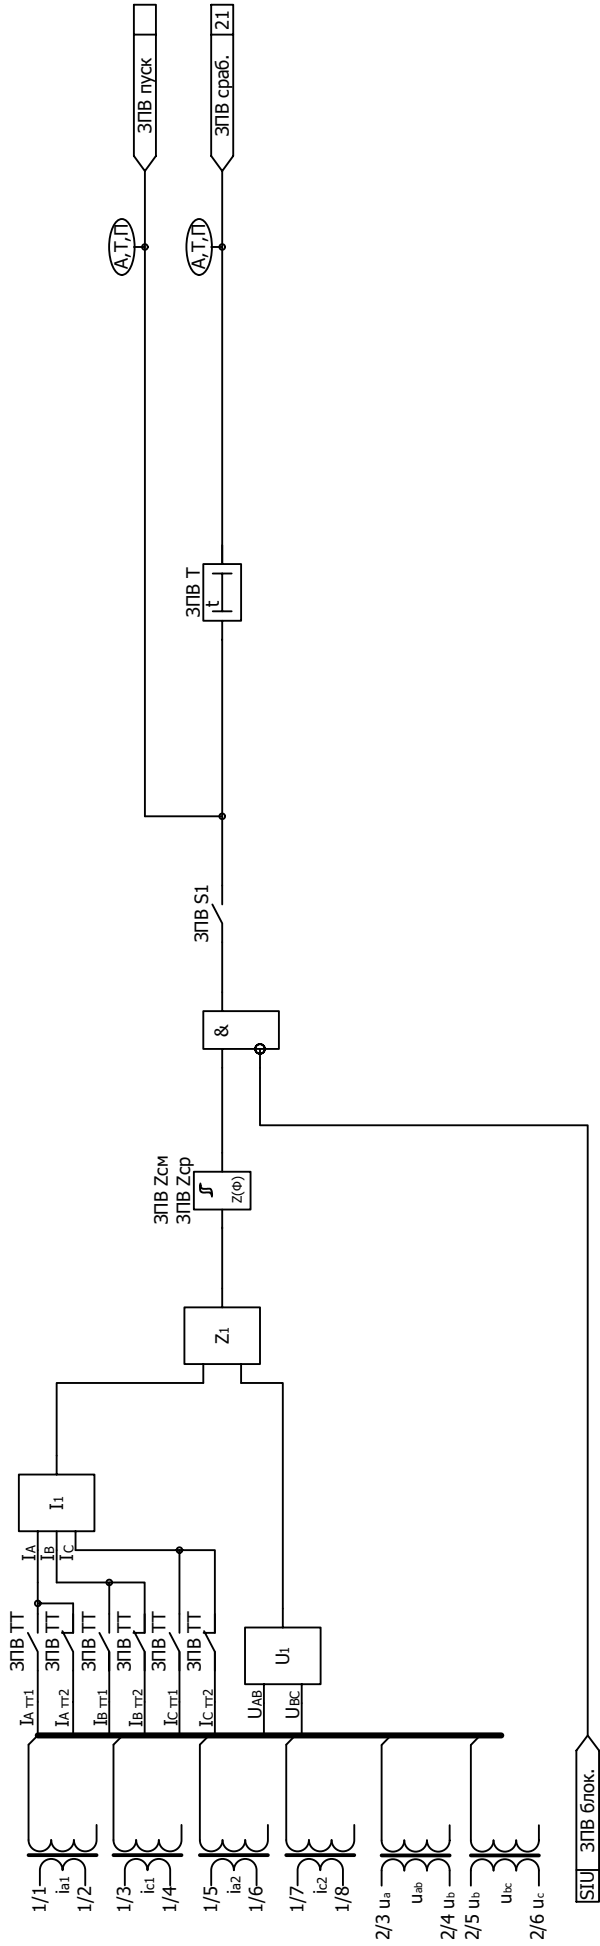 1/1
ia1
1/2
1/3
ic1
1/4
1/5
ia2
1/6
1/7
ic2
1/8
2/3 ua
uab
2/4 ub
2/5 ub
ubc
2/6 uc
IA тт1
IA тт2
IB тт1
IB тт2
IC тт1
IC тт2
UAB
UBC
ЗПВ ТТ
ЗПВ ТТ
ЗПВ ТТ
ЗПВ ТТ
ЗПВ ТТ
ЗПВ ТТ
U1
IA
IB
IC
I1
Z1
ЗПВ Zсм
ЗПВ Zср
Z(Ф)
&
ЗПВ S1
ЗПВ T
t
А,Т,П
А,Т,П
ЗПВ пуск
ЗПВ сраб. 21
SIU ЗПВ блок.